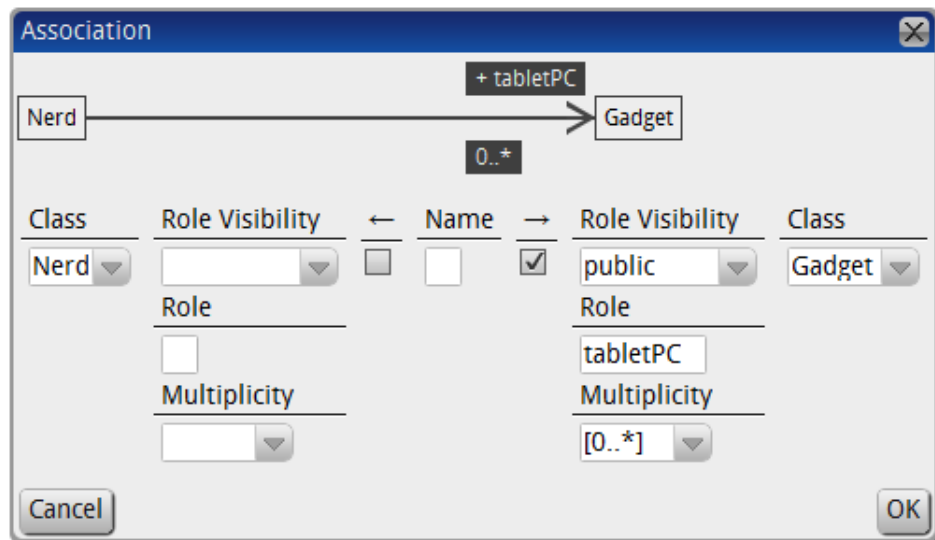 Association
+ tabletPC
Nerd
Gadget
0..*
Class Role Visibility ← Name → Role Visibility Class
Nerd public Gadget
Role Role
tabletPC
Multiplicity Multiplicity
[0..*]
Cancel OK